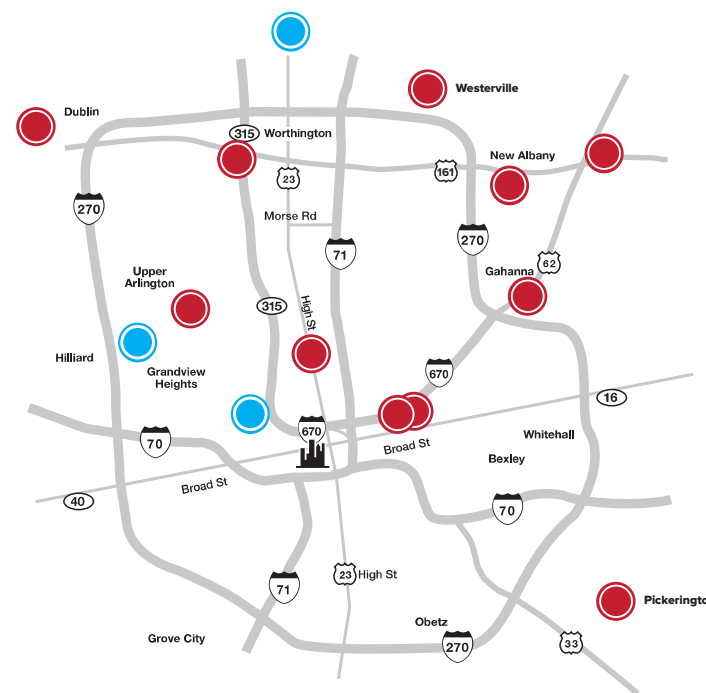 Westerville
Dublin
315
Worthington
New Albany
161
23
270
Morse Rd
270
71
62
Gahanna
Upper
Arlington
315
High St
Hilliard
Grandview
Heights
670
16
670
Whitehall
70
Broad St
Bexley
Broad St
40
70
23
High St
71
Pickeringto
Obetz
Grove City
270
33